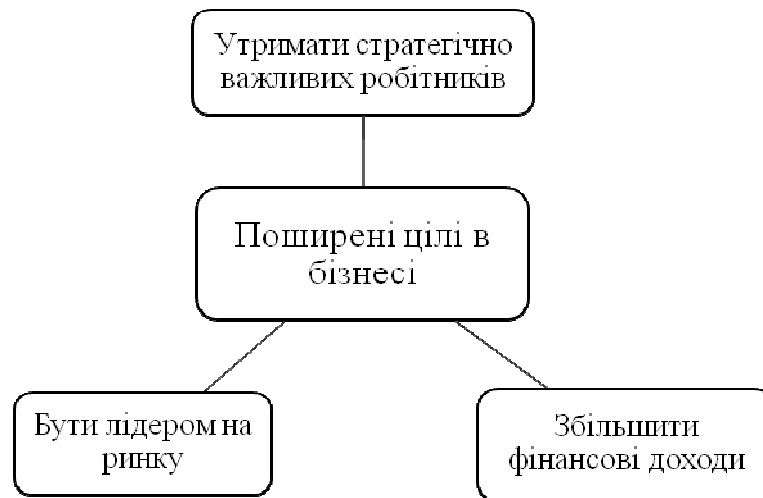 Утримати стратегічно
важливих робітників
Поширені цілі в
бізнесі
Бути лідером на
ринку
Збільшити
фінансові доходи